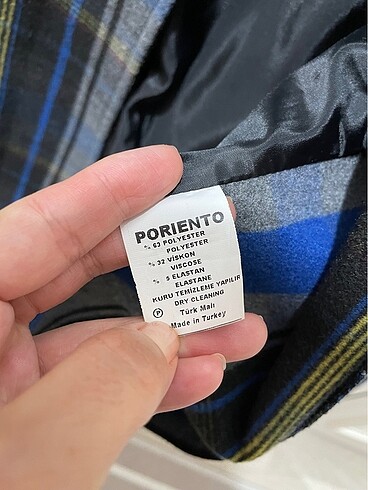 PORIENTO
% 63 POLYESTER
POLYESTER
% 32 VİSKON
VISCOSE
% 5 ELASTAN
ELASTANE
KURU TEMİZLEME YAPILIR
DRY CLEANING
P Türk Malı
Made in Turkey